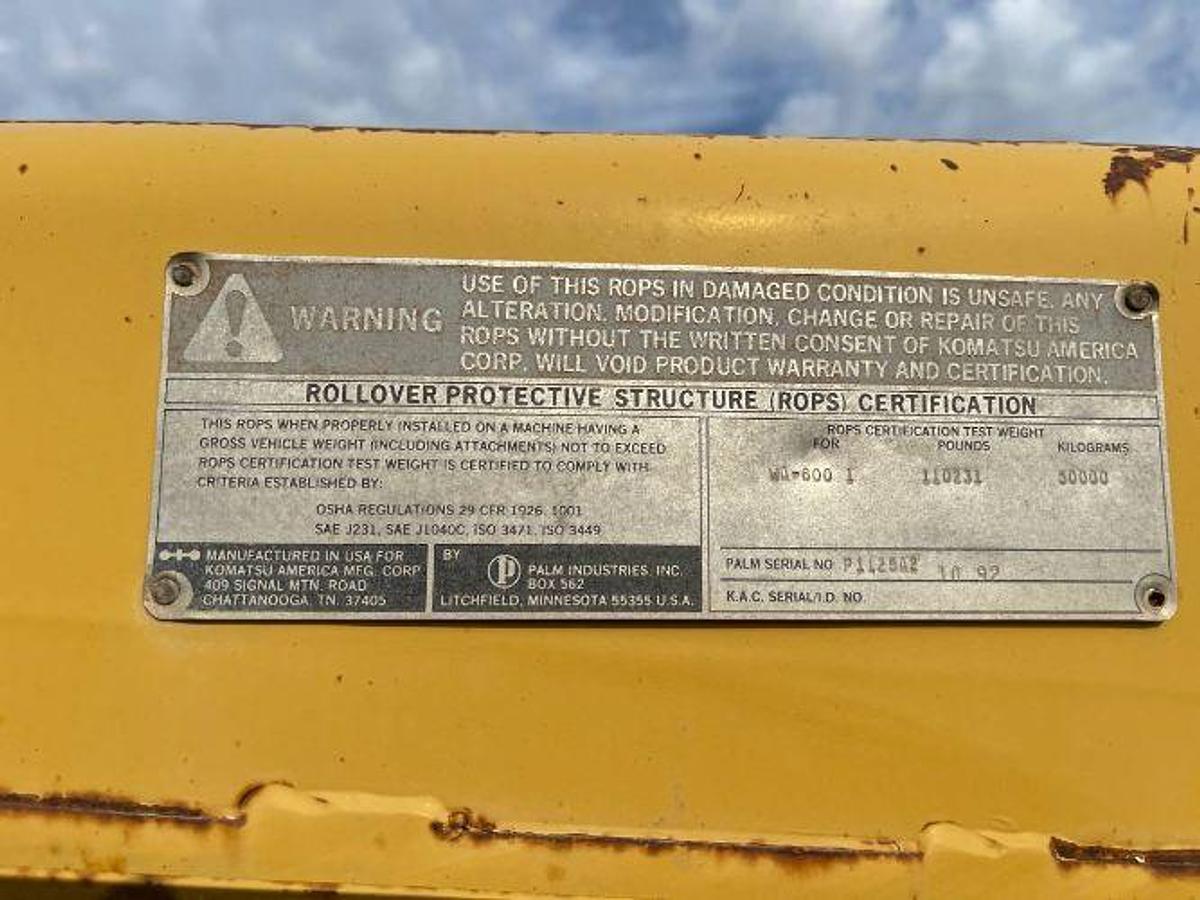 WARNING
USE OF THIS ROPS IN DAMAGED CONDITION IS UNSAFE. ANY
ALTERATION, MODIFICATION, CHANGE OR REPAIR OF THIS
ROPS WITHOUT THE WRITTEN CONSENT OF KOMATSU AMERICA
CORP. WILL VOID PRODUCT WARRANTY AND CERTIFICATION.
ROLLOVER PROTECTIVE STRUCTURE (ROPS) CERTIFICATION
THIS ROPS WHEN PROPERLY INSTALLED ON A MACHINE HAVING A
GROSS VEHICLE WEIGHT (INCLUDING ATTACHMENTS) NOT TO EXCEED
ROPS CERTIFICATION TEST WEIGHT IS CERTIFIED TO COMPLY WITH
CRITERIA ESTABLISHED BY:
OSHA REGULATIONS 29 CFR 1926. 1001
SAE J231, SAE J1040C, ISO 3471, ISO 3449
MANUFACTURED IN USA FOR
KOMATSU AMERICA MFG. CORP
409 SIGNAL MTN. ROAD
CHATTANOOGA, TN. 37405
BY
P PALM INDUSTRIES, INC.
BOX 562
LITCHFIELD, MINNESOTA 55355 U.S.A.
ROPS CERTIFICATION TEST WEIGHT
FOR POUNDS KILOGRAMS
WA-600 1 110231 50000
PALM SERIAL NO. 10 92
K.A.C. SERIAL/I.D. NO.